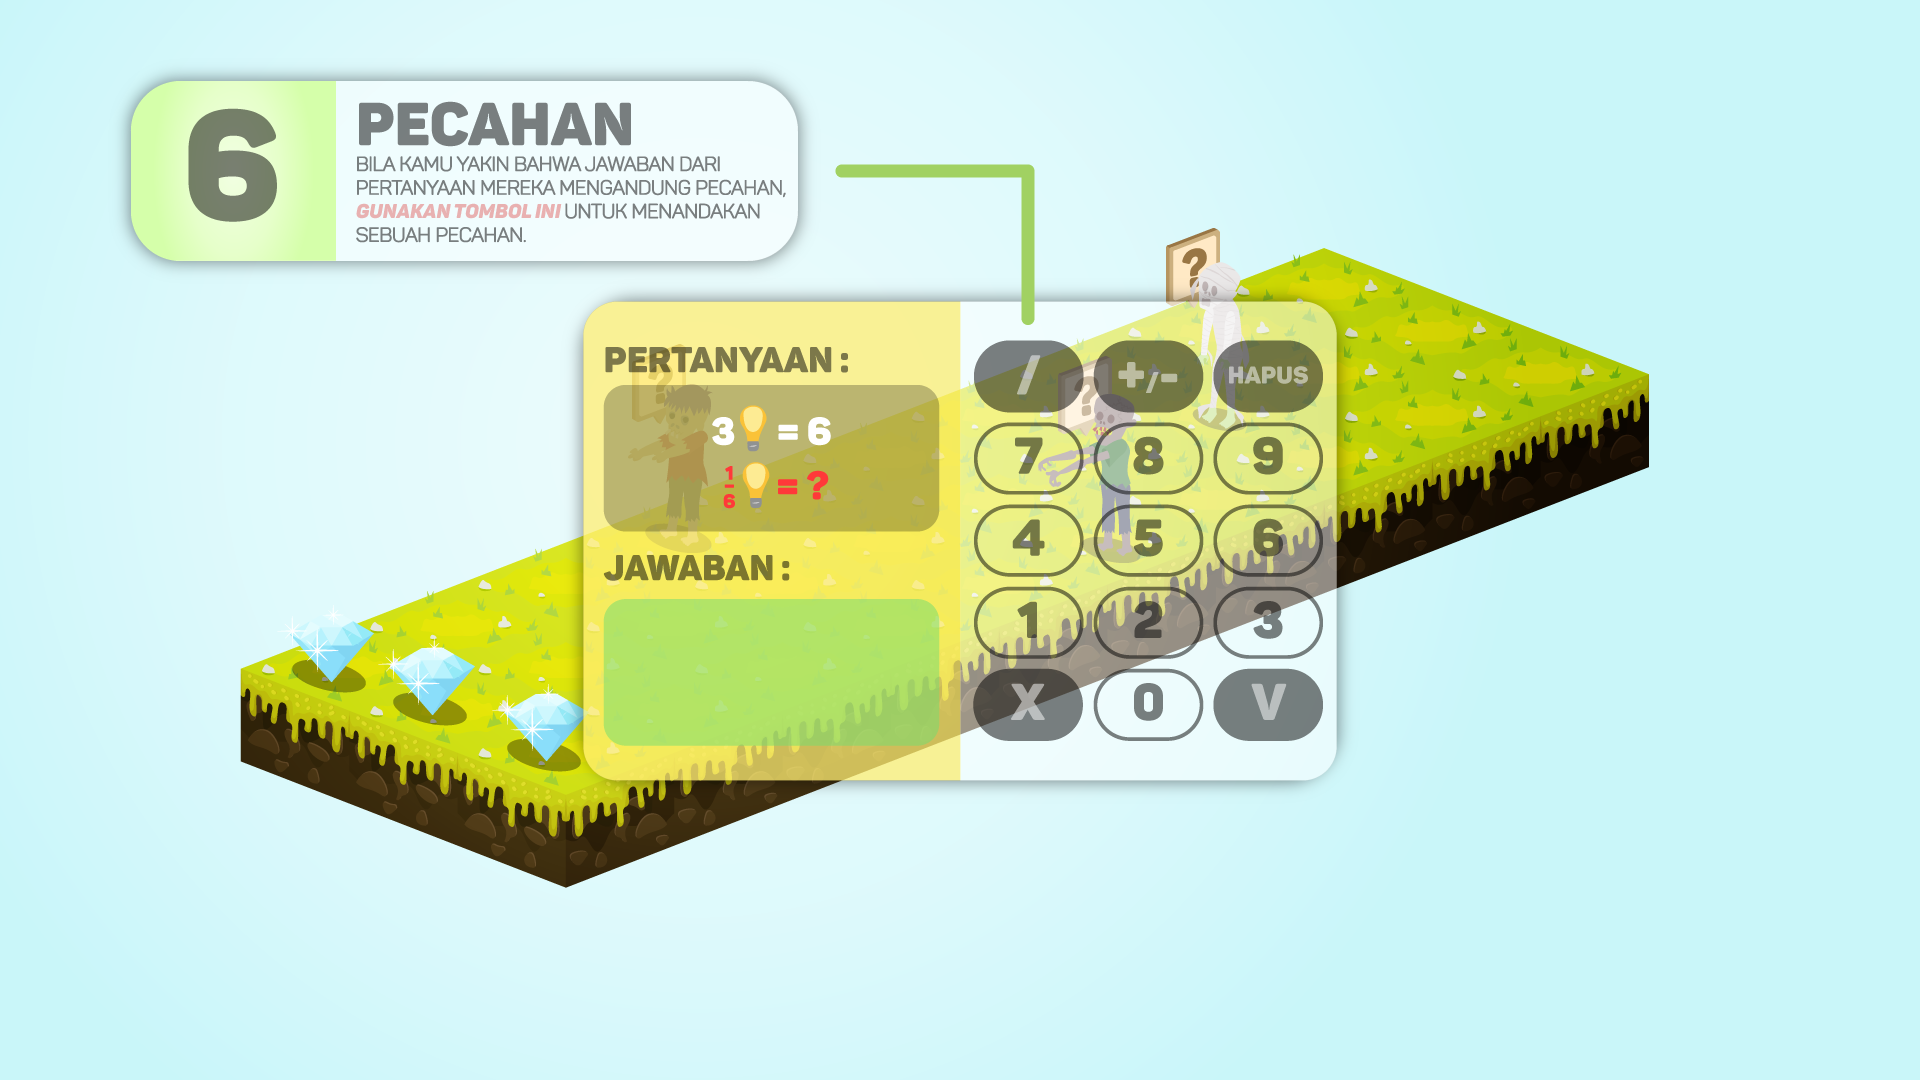 6
PECAHAN
BILA KAMU YAKIN BAHWA JAWABAN DARI
PERTANYAAN MEREKA MENGANDUNG PECAHAN,
GUNAKAN TOMBOL INI UNTUK MENANDAKAN
SEBUAH PECAHAN.
?
PERTANYAAN :
?
3 = 6
1/6 = ?
JAWABAN :
/ +/- HAPUS
?
7 8 9
4 5 6
1 2 3
X 0 V